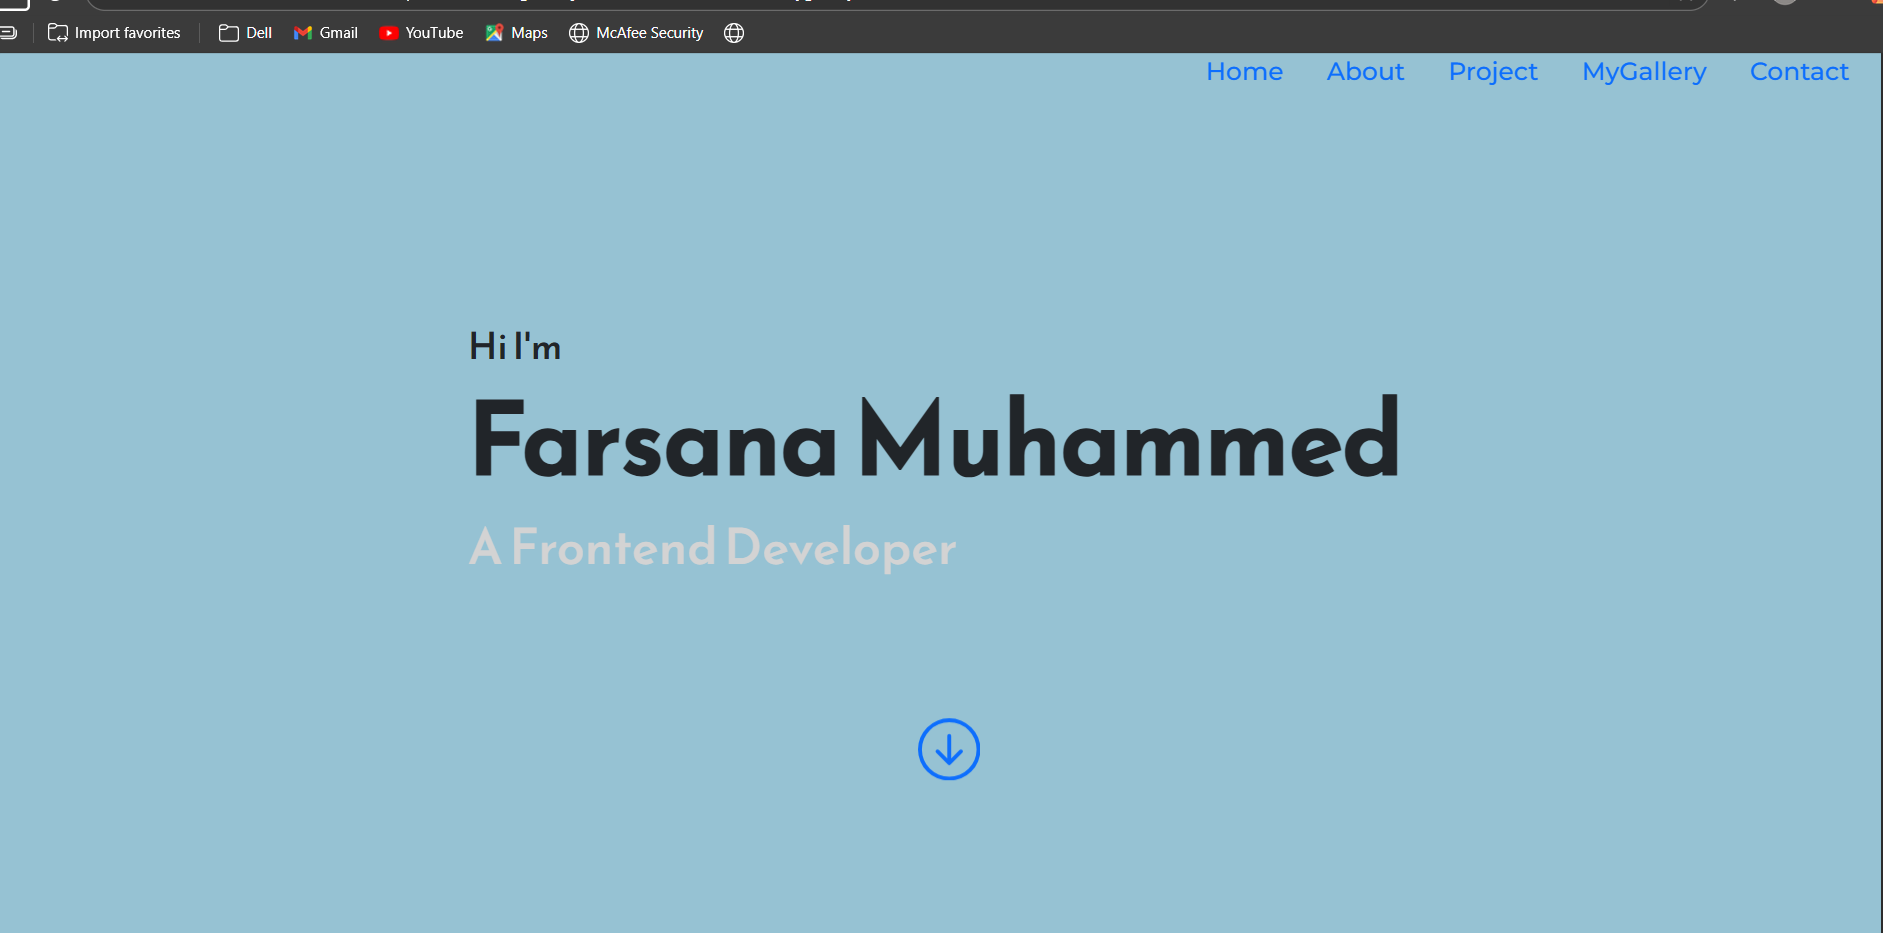 Import favorites Dell Gmail YouTube Maps McAfee Security
Home About Project MyGallery Contact
Hi I'm
Farsana Muhammed
A Frontend Developer